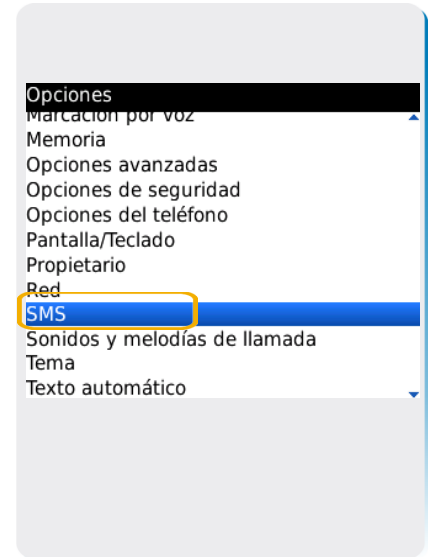 Opciones
Marcación por voz
Memoria
Opciones avanzadas
Opciones de seguridad
Opciones del teléfono
Pantalla/Teclado
Propietario
Red
SMS
Sonidos y melodías de llamada
Tema
Texto automático